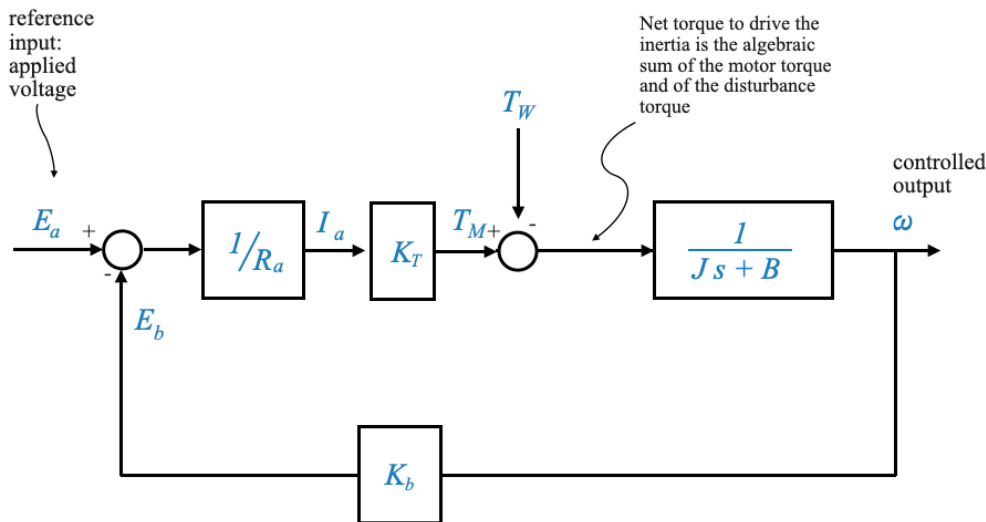 reference
input:
applied
voltage
Net torque to drive the
inertia is the algebraic
sum of the motor torque
and of the disturbance
torque
T_W
controlled
output
E_a
+
-
1/R_a
I_a
K_T
T_M
+
-
1
J s + B
ω
E_b
K_b